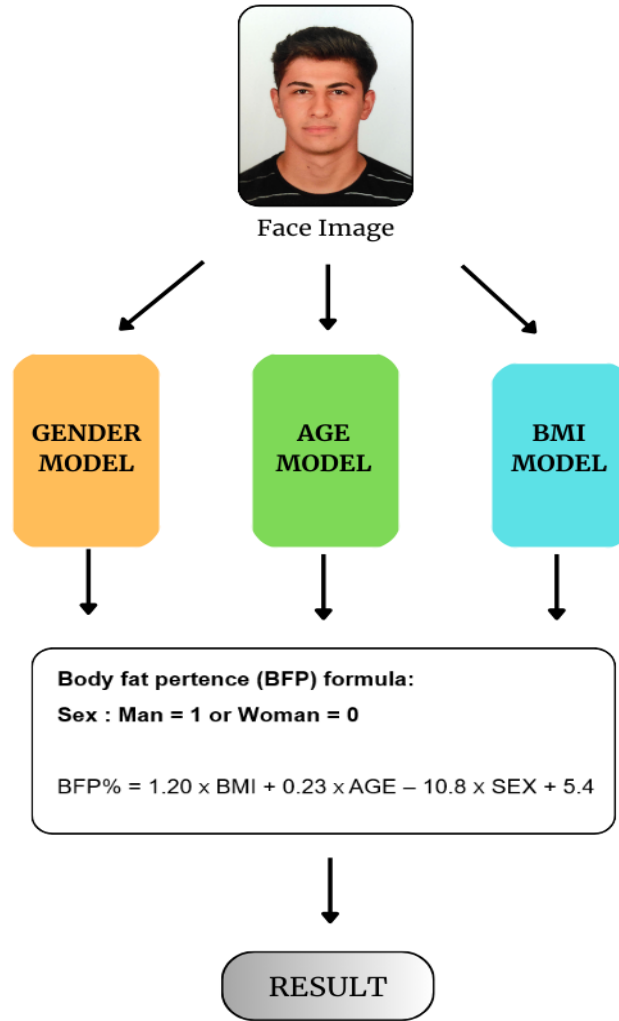 Face Image
GENDER
MODEL
AGE
MODEL
BMI
MODEL
Body fat pertence (BFP) formula:
Sex : Man = 1 or Woman = 0
BFP% = 1.20 x BMI + 0.23 x AGE – 10.8 x SEX + 5.4
RESULT